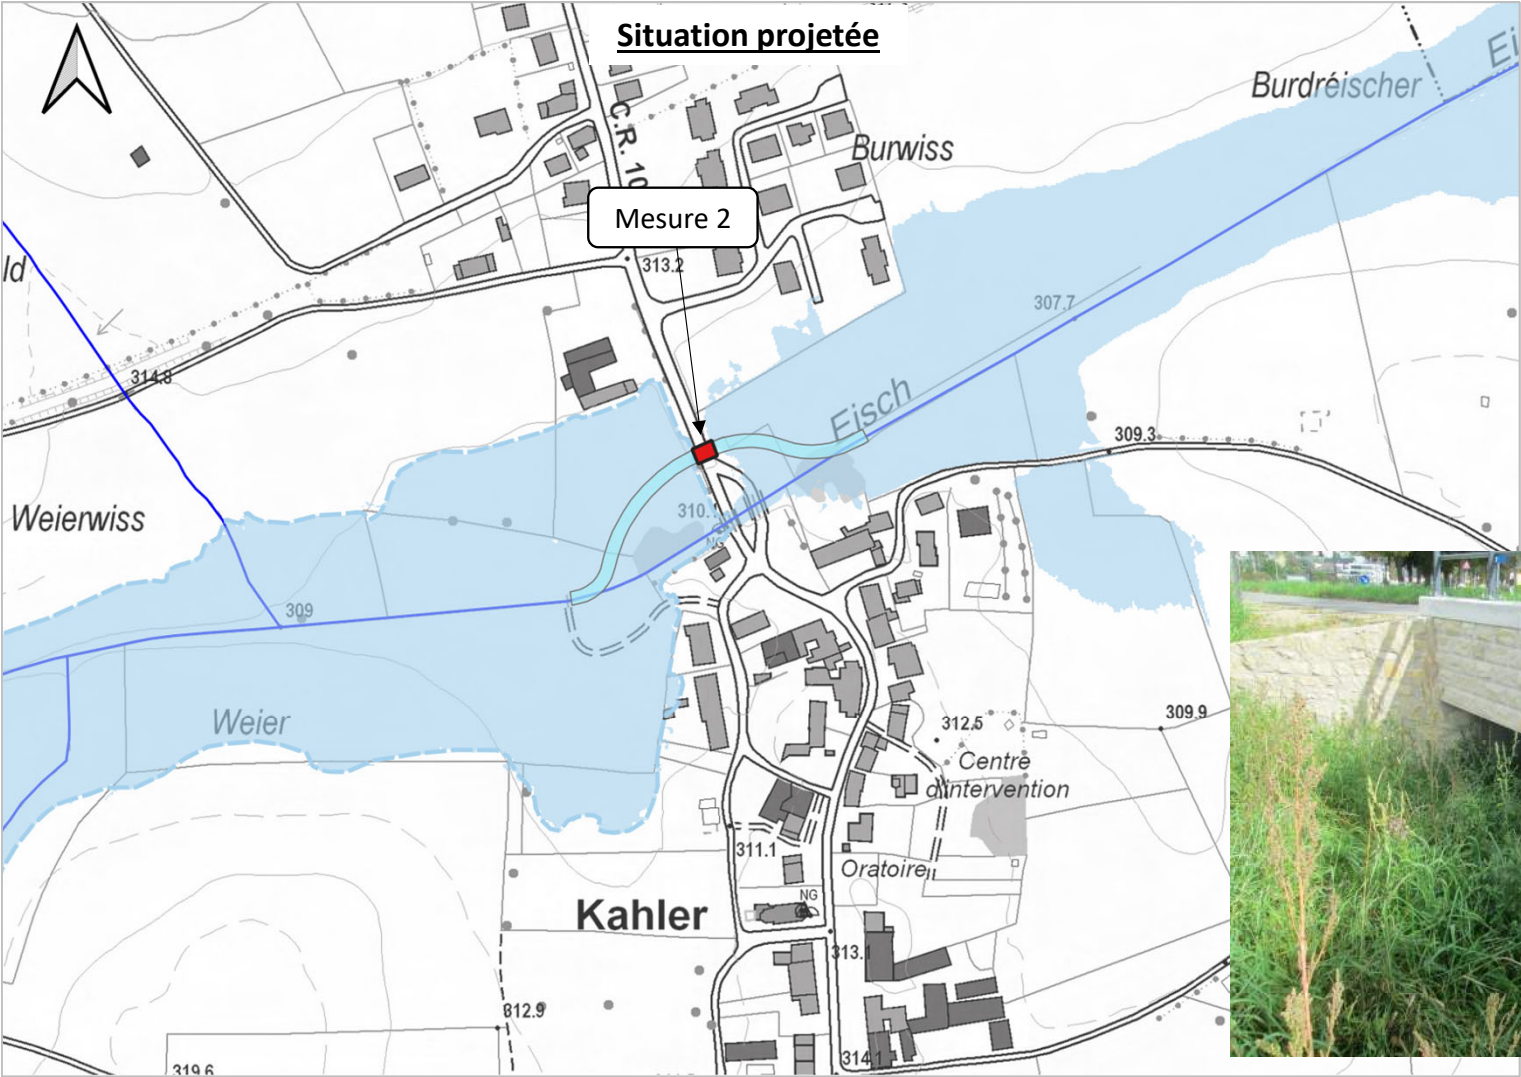 Situation projetée
Burdréischer
Burwiss
C.R. 10
Mesure 2
313.2
307.7
314.8
Eisch
309.3
Weierwiss
310.
NG
309
Weier
309.9
312.5
Centre
d'intervention
311.1
Oratoire
Kahler
NG
313.1
312.9
314.1
319.6